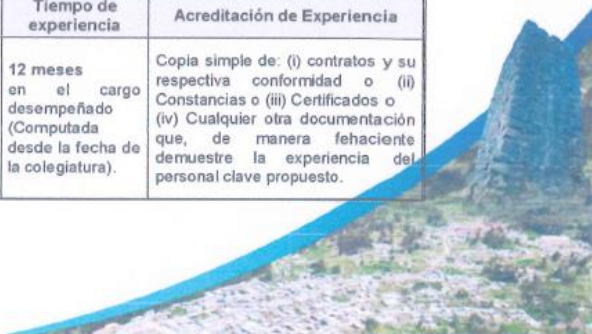 Tiempo de
experiencia
Acreditación de Experiencia
12 meses
en el cargo
desempeñado
(Computada
desde la fecha de
la colegiatura).
Copia simple de: (i) contratos y su
respectiva conformidad o (ii)
Constancias o (iii) Certificados o
(iv) Cualquier otra documentación
que, de manera fehaciente
demuestre la experiencia del
personal clave propuesto.